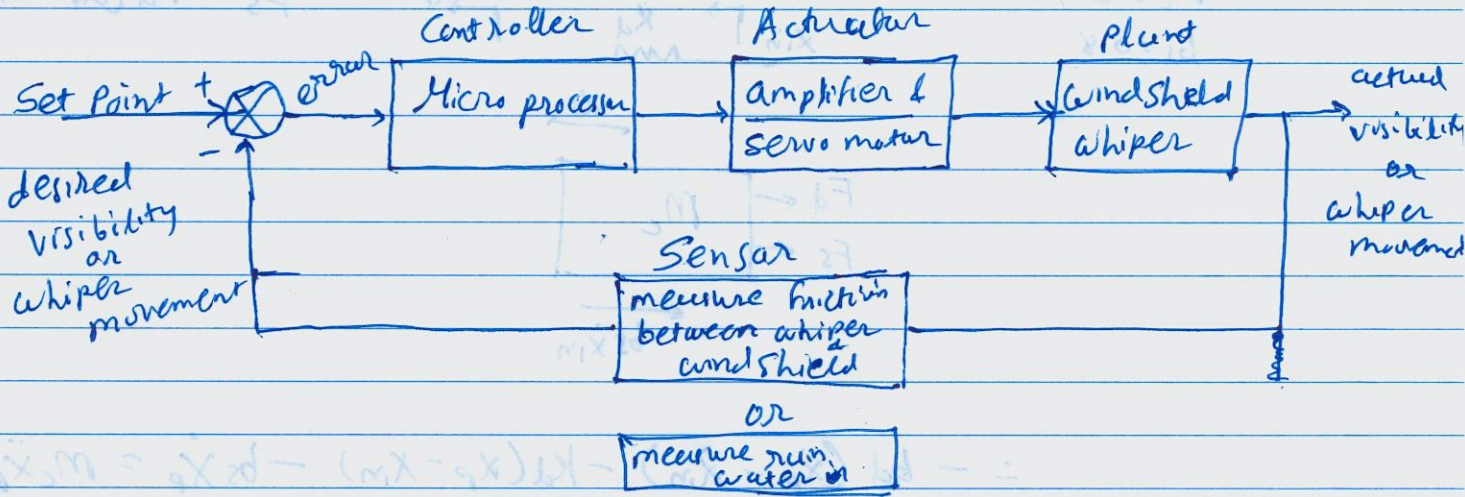 Controller
Actuator
Plant
Set Point
+
error
Micro processor
amplifier &
servo motor
windshield
whiper
actual
visibility
or
whiper
movement
-
desired
visibility
or
whiper
movement
Sensor
measure friction
between whiper
&
windshield
or
measure rain
water in